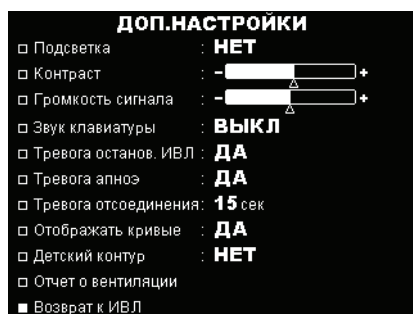 ДОП.НАСТРОЙКИ
Подсветка : НЕТ
Контраст : - +
Громкость сигнала : - +
Звук клавиатуры : ВЫКЛ
Тревога останов. ИВЛ : ДА
Тревога апноэ : ДА
Тревога отсоединения: 15 сек
Отображать кривые : ДА
Детский контур : НЕТ
Отчет о вентиляции
Возврат к ИВЛ